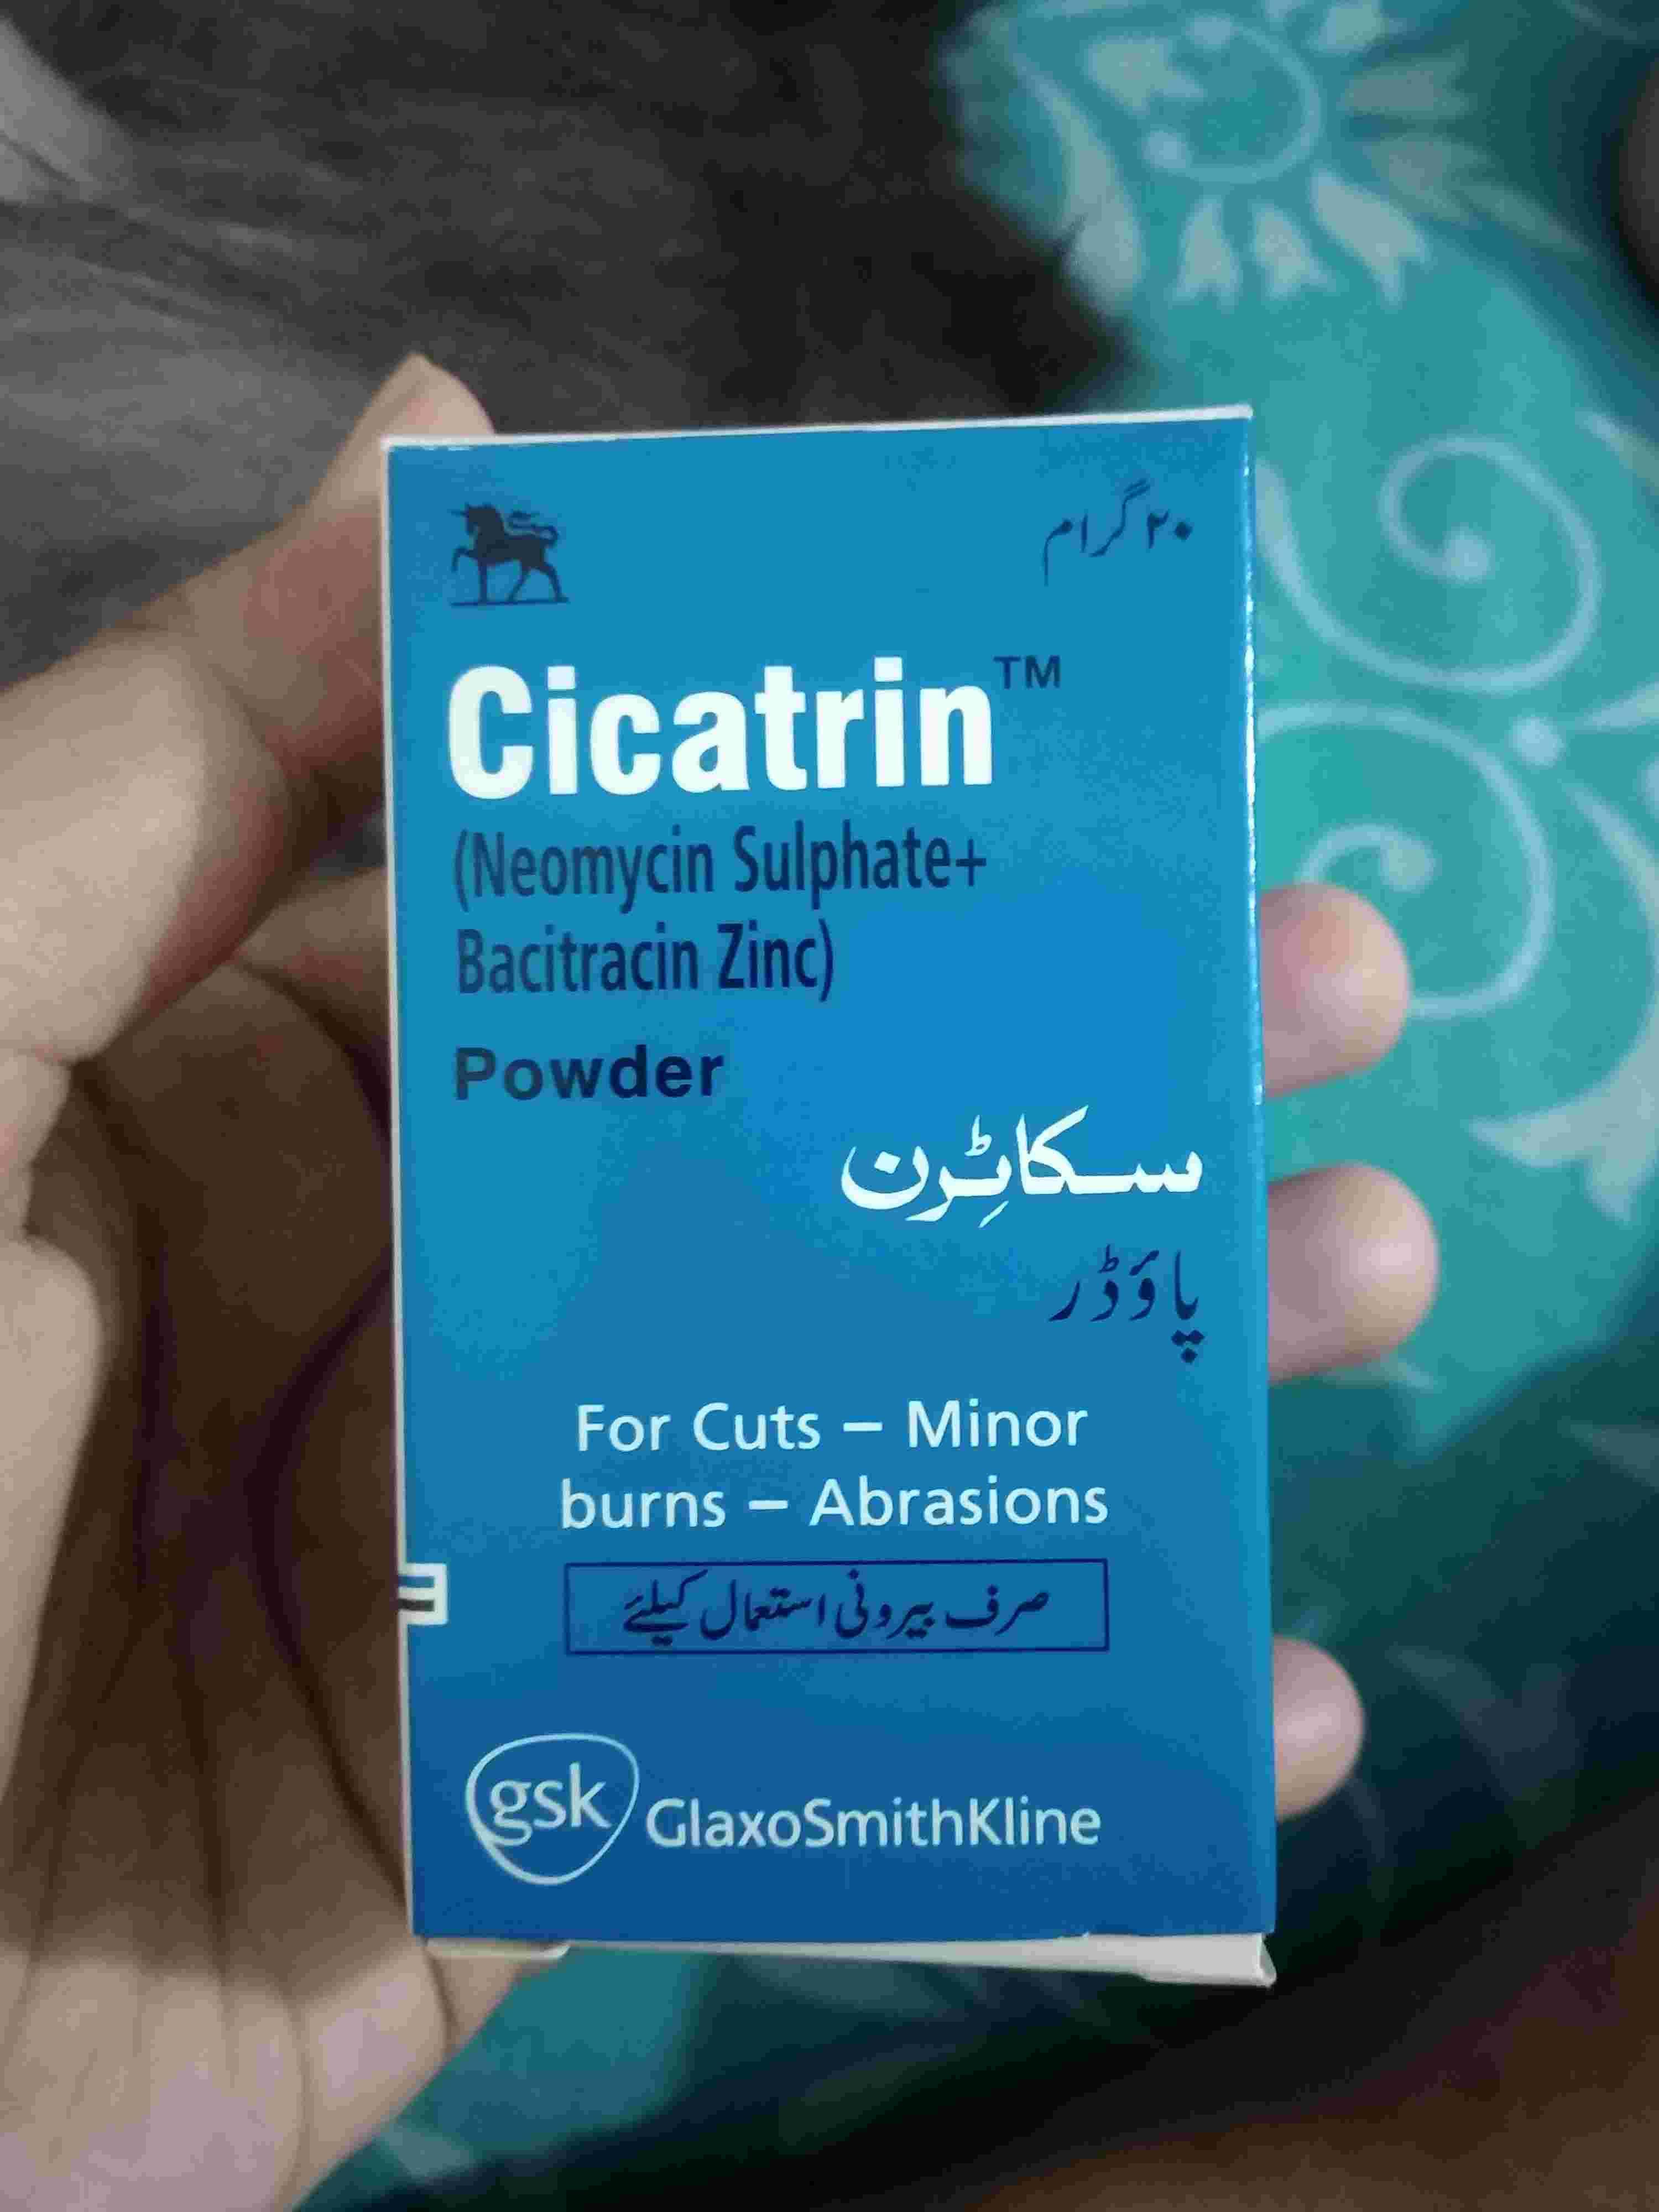 ۲۰ گرام
Cicatrin™
(Neomycin Sulphate+
Bacitracin Zinc)
Powder
سکاٹِرن
پاؤڈر
For Cuts – Minor
burns – Abrasions
صرف بیرونی استعمال کیلئے
gsk GlaxoSmithKline